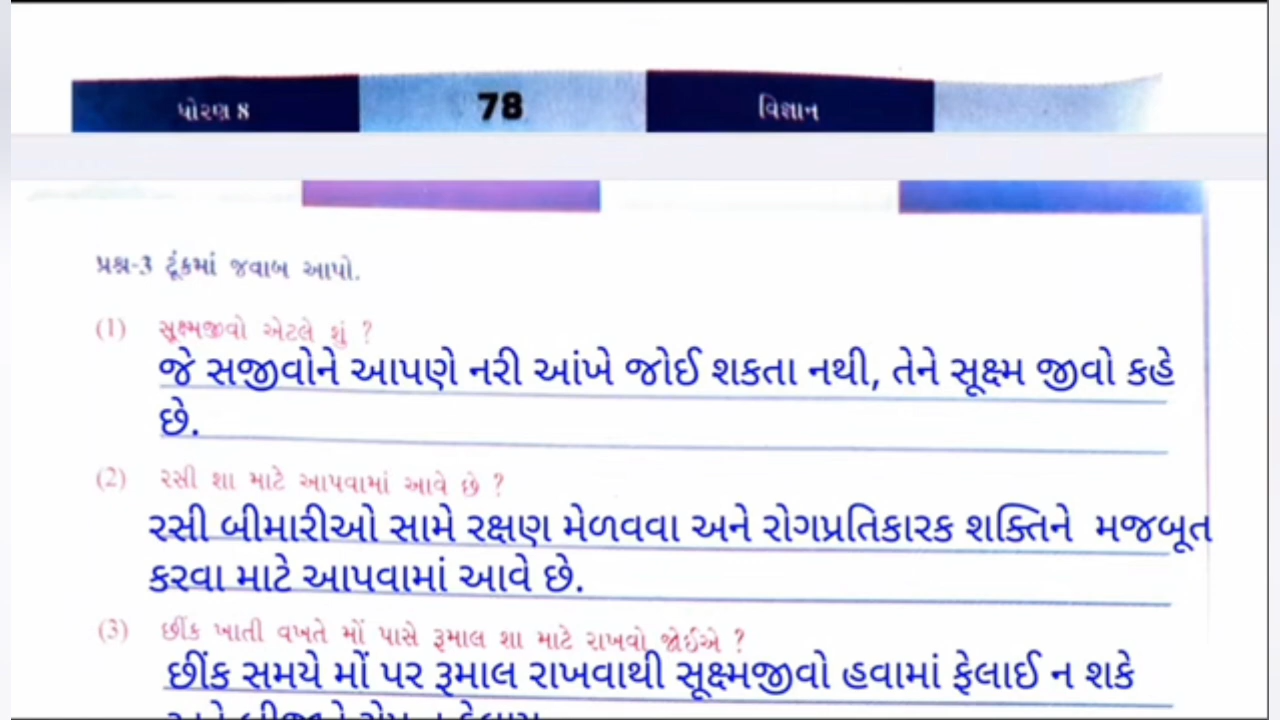 ધોરણ 8
78
વિજ્ઞાન
પ્રશ્ન-3 ટૂંકમાં જવાબ આપો.
(1) સૂક્ષ્મજીવો એટલે શું ?
જે સજીવોને આપણે નરી આંખે જોઈ શકતા નથી, તેને સૂક્ષ્મ જીવો કહે
છે.
(2) રસી શા માટે આપવામાં આવે છે ?
રસી બીમારીઓ સામે રક્ષણ મેળવવા અને રોગપ્રતિકારક શક્તિને મજબૂત
કરવા માટે આપવામાં આવે છે.
(3) છીંક ખાતી વખતે મોં પાસે રૂમાલ શા માટે રાખવો જોઈએ ?
છીંક સમયે મોં પર રૂમાલ રાખવાથી સૂક્ષ્મજીવો હવામાં ફેલાઈ ન શકે